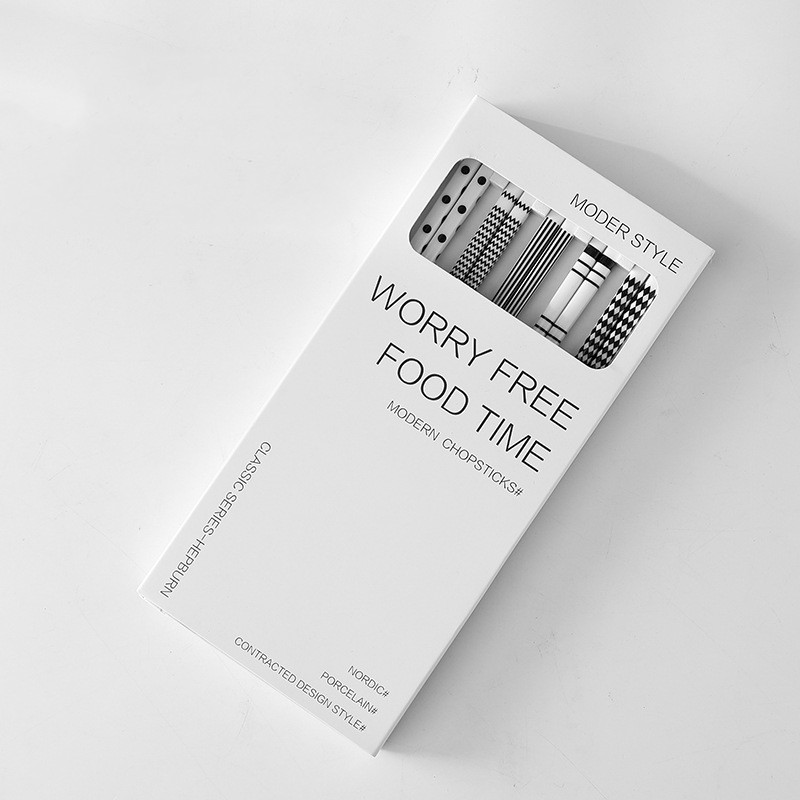 MODER STYLE
WORRY FREE
FOOD TIME
MODERN CHOPSTICKS#
CLASSIC SERIES-HEPBURN
NORDIC#
PORCELAIN#
CONTRACTED DESIGN STYLE#